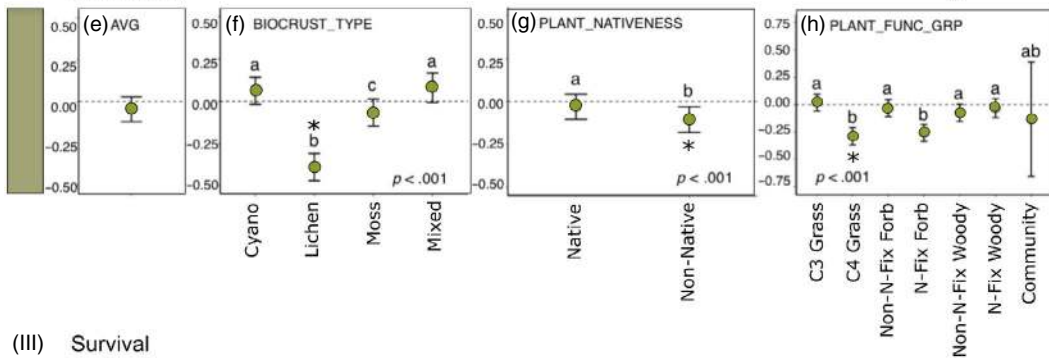 (e) AVG
0.50
0.25
0.00
−0.25
−0.50
(f) BIOCRUST_TYPE
0.50
0.25
0.00
−0.25
−0.50
a
*
b
c
a
p < .001
Cyano
Lichen
Moss
Mixed
(g) PLANT_NATIVENESS
0.50
0.25
0.00
−0.25
−0.50
a
b
*
p < .001
Native
Non-Native
(h) PLANT_FUNC_GRP
0.75
0.50
0.25
0.00
−0.25
−0.50
−0.75
a
b
*
a
b
a
a
ab
p < .001
C3 Grass
C4 Grass
Non-N-Fix Forb
N-Fix Forb
Non-N-Fix Woody
N-Fix Woody
Community
(III) Survival